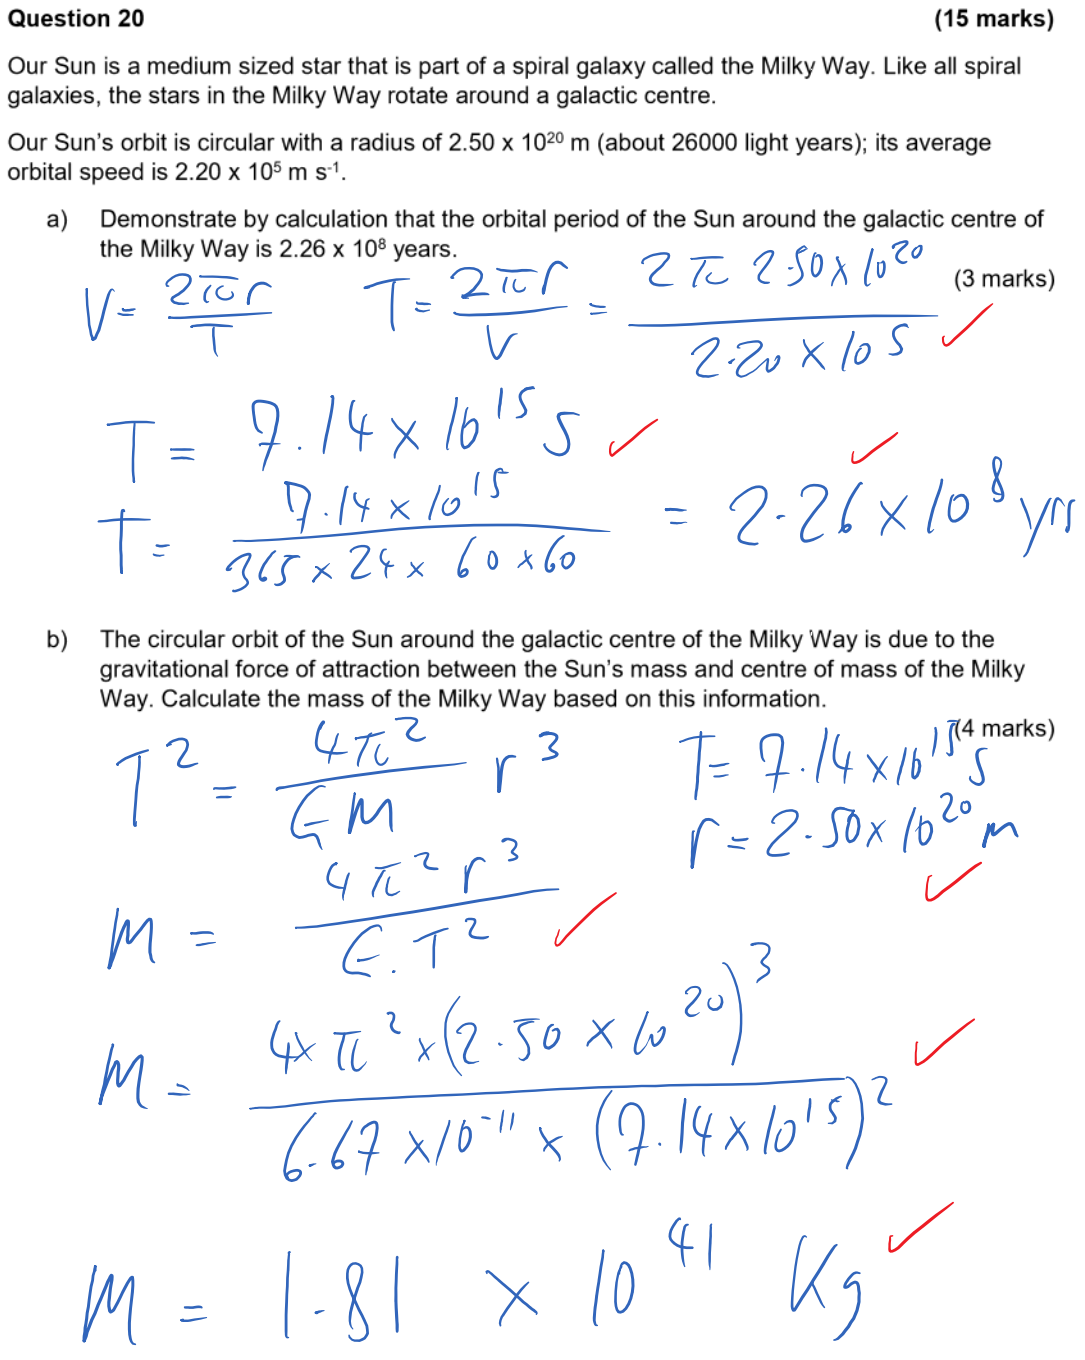 Question 20 (15 marks)
Our Sun is a medium sized star that is part of a spiral galaxy called the Milky Way. Like all spiral
galaxies, the stars in the Milky Way rotate around a galactic centre.
Our Sun's orbit is circular with a radius of 2.50 x 10²⁰ m (about 26000 light years); its average
orbital speed is 2.20 x 10⁵ m s⁻¹.
a) Demonstrate by calculation that the orbital period of the Sun around the galactic centre of
the Milky Way is 2.26 x 10⁸ years.
(3 marks)
V = 2πr / T T = 2πr / V = 2 π 2.50 x 10²⁰ / 2.20 x 10⁵ ✓
T = 7.14 x 10¹⁵ s ✓
T = 7.14 x 10¹⁵ / 365 x 24 x 60 x 60 = 2.26 x 10⁸ yrs ✓
b) The circular orbit of the Sun around the galactic centre of the Milky Way is due to the
gravitational force of attraction between the Sun's mass and centre of mass of the Milky
Way. Calculate the mass of the Milky Way based on this information.
(4 marks)
T² = 4π² / GM r³ T = 7.14 x 10¹⁵ s
r = 2.50 x 10²⁰ m ✓
M = 4π² r³ / G.T² ✓
M = 4 x π² x (2.50 x 10²⁰)³ / 6.67 x 10⁻¹¹ x (7.14 x 10¹⁵)² ✓
M = 1.81 x 10⁴¹ Kg ✓